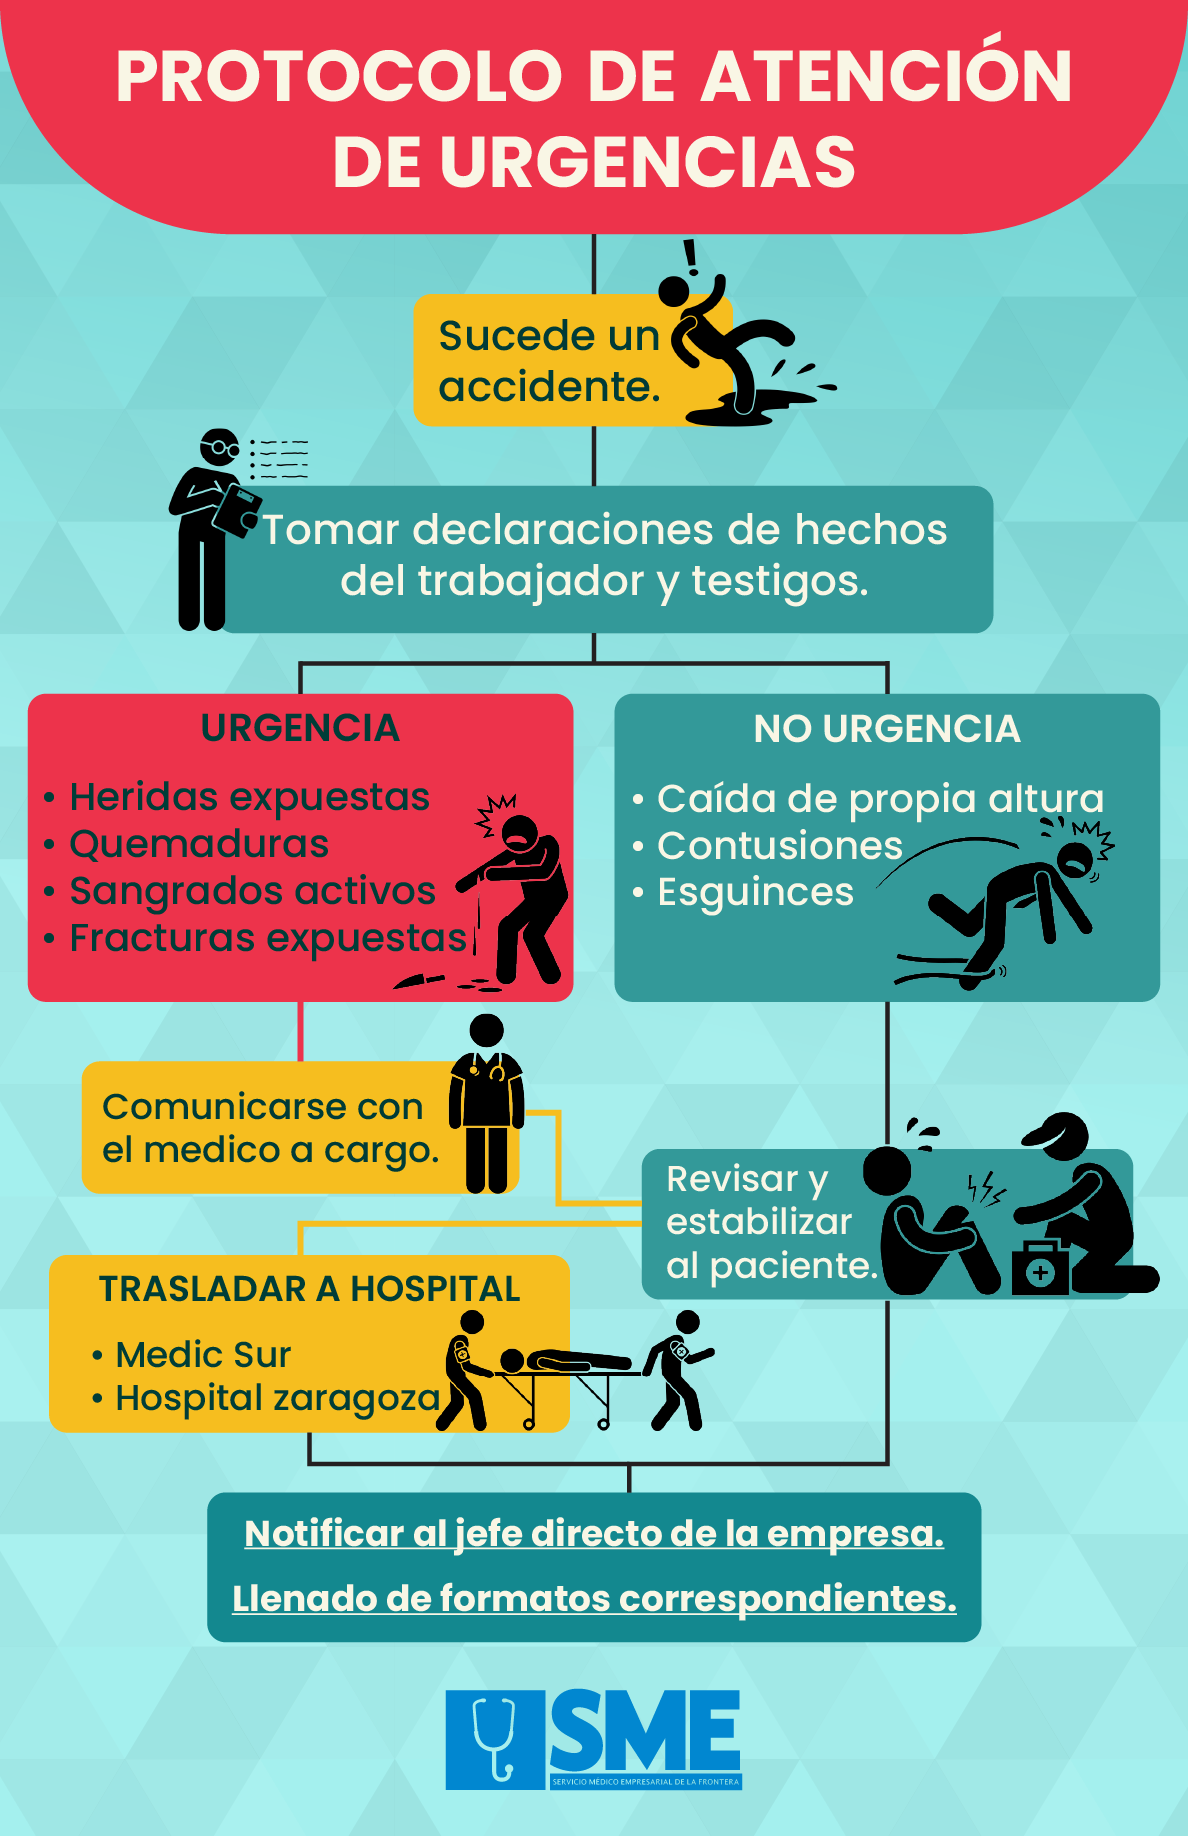 PROTOCOLO DE ATENCIÓN
DE URGENCIAS
Sucede un
accidente.
Tomar declaraciones de hechos
del trabajador y testigos.
URGENCIA
• Heridas expuestas
• Quemaduras
• Sangrados activos
• Fracturas expuestas
NO URGENCIA
• Caída de propia altura
• Contusiones
• Esguinces
Comunicarse con
el medico a cargo.
Revisar y
estabilizar
al paciente.
TRASLADAR A HOSPITAL
• Medic Sur
• Hospital zaragoza
Notificar al jefe directo de la empresa.
Llenado de formatos correspondientes.
SME
SERVICIO MÉDICO EMPRESARIAL DE LA FRONTERA